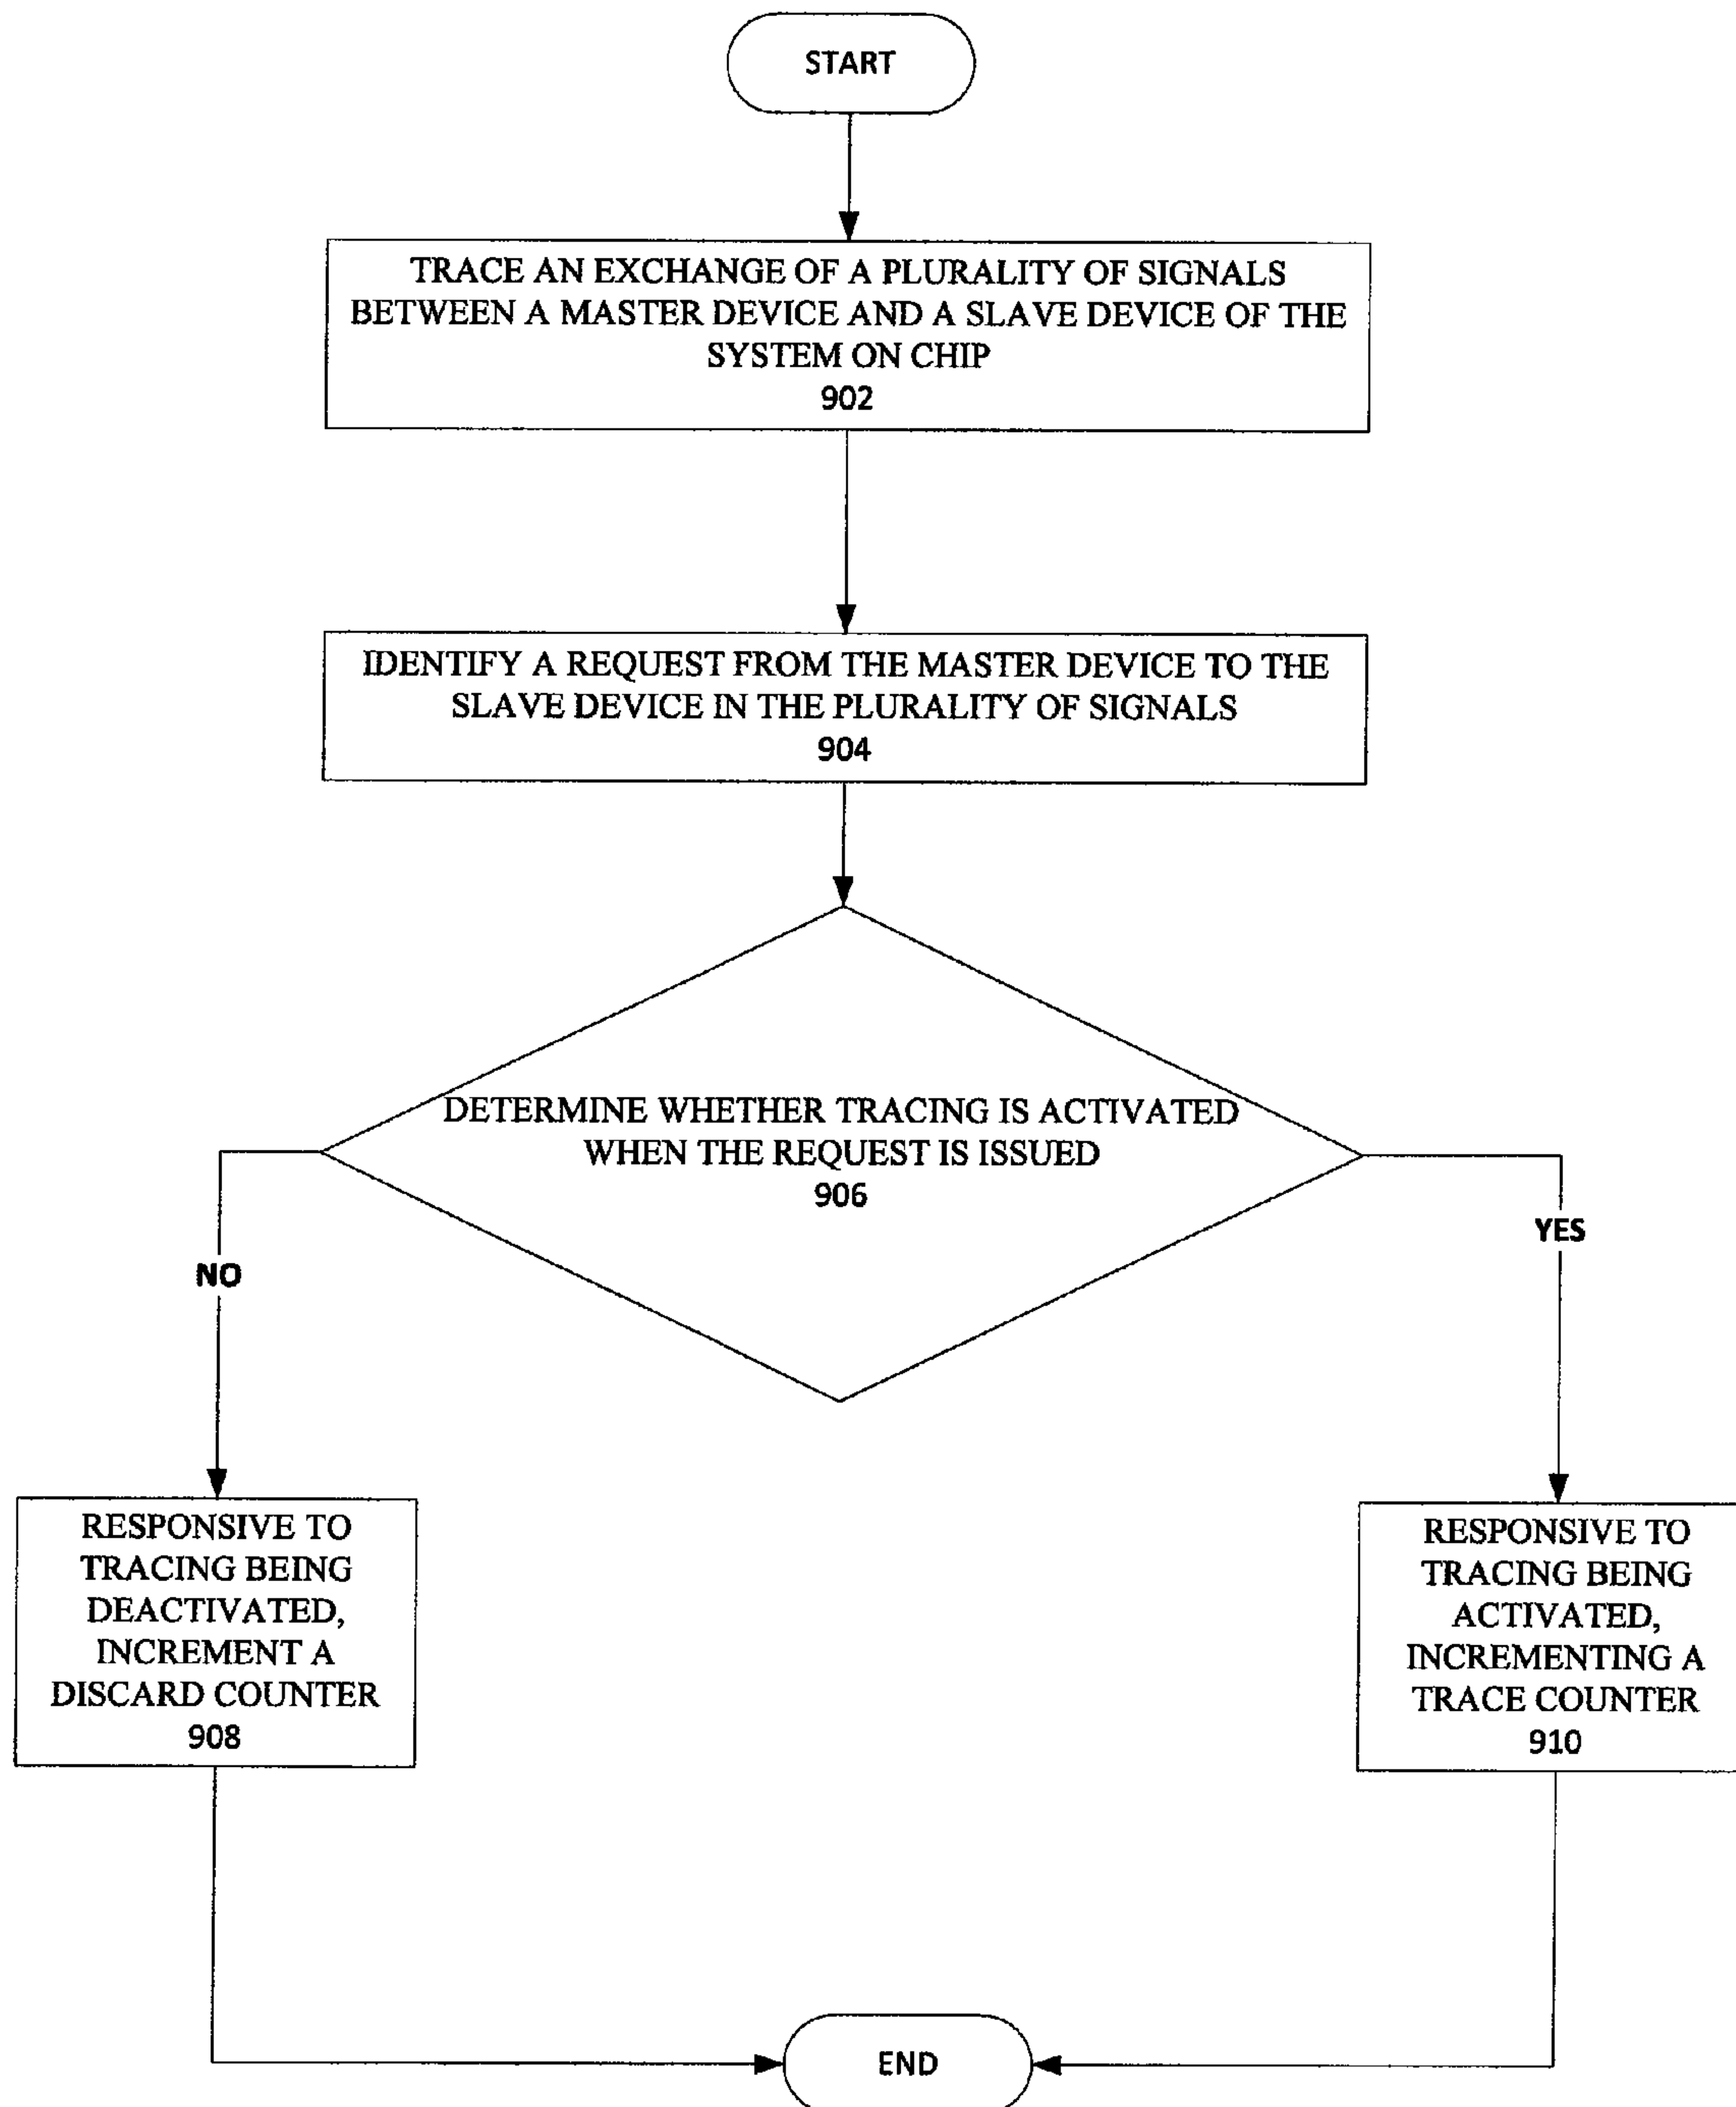 START
TRACE AN EXCHANGE OF A PLURALITY OF SIGNALS
BETWEEN A MASTER DEVICE AND A SLAVE DEVICE OF THE
SYSTEM ON CHIP
902
IDENTIFY A REQUEST FROM THE MASTER DEVICE TO THE
SLAVE DEVICE IN THE PLURALITY OF SIGNALS
904
DETERMINE WHETHER TRACING IS ACTIVATED
WHEN THE REQUEST IS ISSUED
906
NO
YES
RESPONSIVE TO
TRACING BEING
DEACTIVATED,
INCREMENT A
DISCARD COUNTER
908
RESPONSIVE TO
TRACING BEING
ACTIVATED,
INCREMENTING A
TRACE COUNTER
910
END